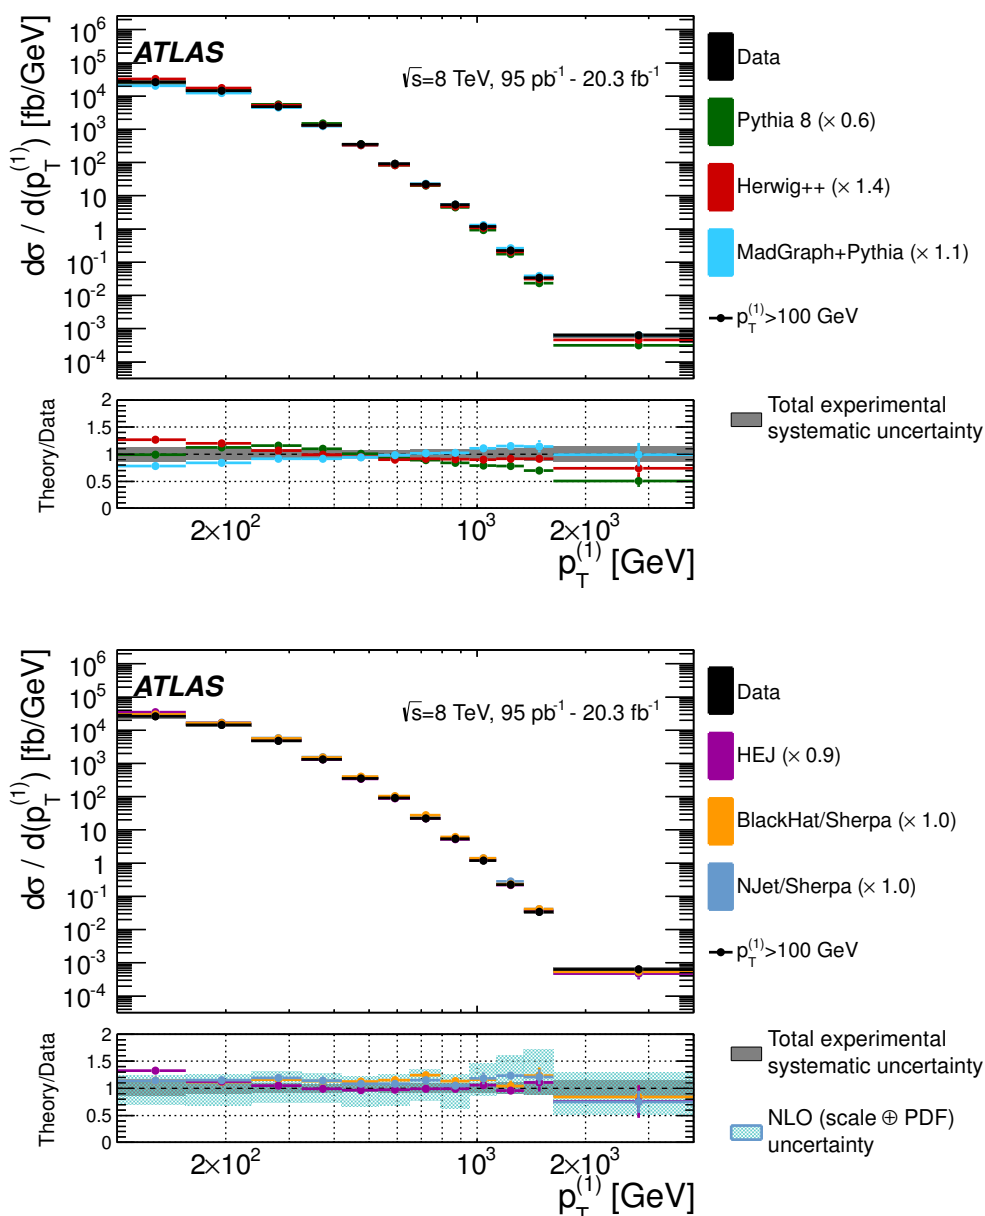 ATLAS
√s=8 TeV, 95 pb⁻¹ - 20.3 fb⁻¹
dσ / d(p_T^(1)) [fb/GeV]
10⁶
10⁵
10⁴
10³
10²
10
1
10⁻¹
10⁻²
10⁻³
10⁻⁴
Data
Pythia 8 (× 0.6)
Herwig++ (× 1.4)
MadGraph+Pythia (× 1.1)
p_T^(1)>100 GeV
Theory/Data
2
1.5
1
0.5
0
Total experimental
systematic uncertainty
2×10² 10³ 2×10³
p_T^(1) [GeV]
ATLAS
√s=8 TeV, 95 pb⁻¹ - 20.3 fb⁻¹
dσ / d(p_T^(1)) [fb/GeV]
10⁶
10⁵
10⁴
10³
10²
10
1
10⁻¹
10⁻²
10⁻³
10⁻⁴
Data
HEJ (× 0.9)
BlackHat/Sherpa (× 1.0)
NJet/Sherpa (× 1.0)
p_T^(1)>100 GeV
Theory/Data
2
1.5
1
0.5
0
Total experimental
systematic uncertainty
NLO (scale ⊕ PDF)
uncertainty
2×10² 10³ 2×10³
p_T^(1) [GeV]